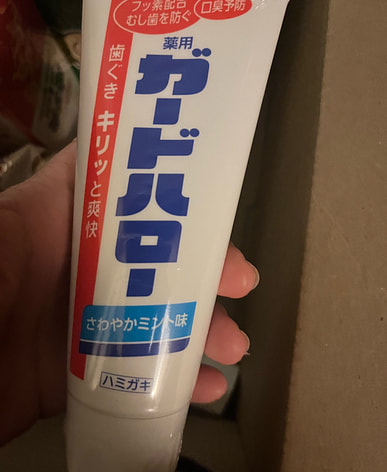 フッ素配合
むし歯を防ぐ
口臭予防
薬用
ガードハロー
歯ぐきキリッと爽快
さわやかミント味
ハミガキ